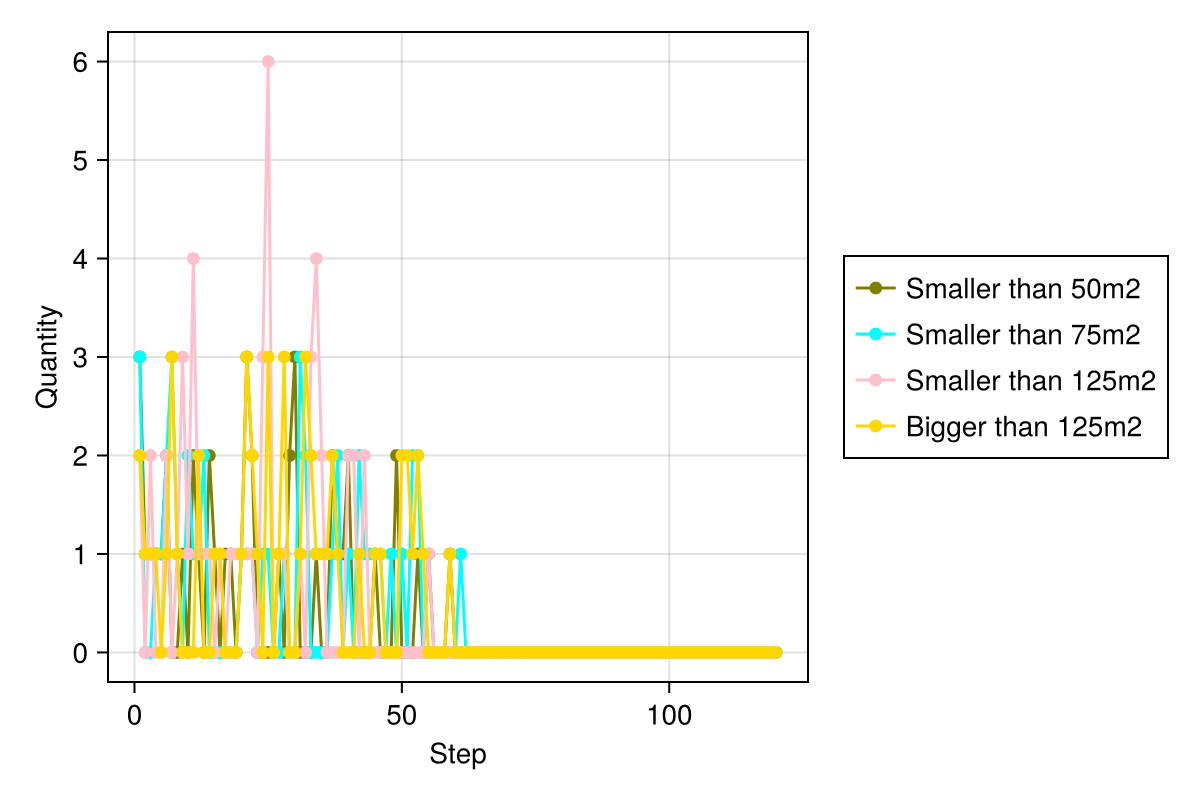 6
5
4
3
2
1
0
Quantity
0 50 100
Step
Smaller than 50m2
Smaller than 75m2
Smaller than 125m2
Bigger than 125m2